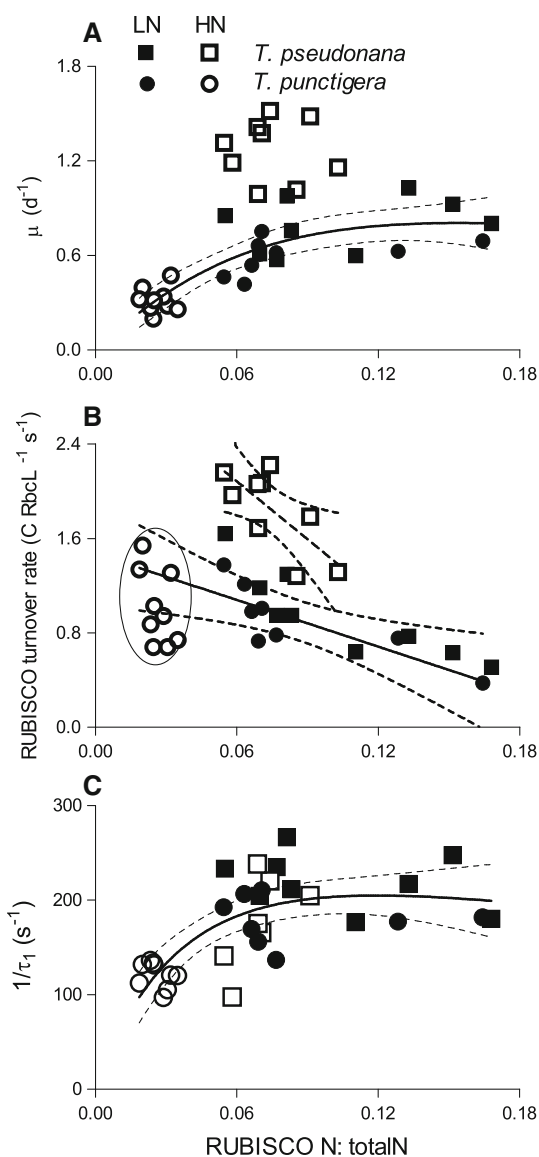 A
LN HN
T. pseudonana
T. punctigera
1.8
1.2
0.6
0.0
μ (d-1)
0.00 0.06 0.12 0.18
B
2.4
1.6
0.8
0.0
RUBISCO turnover rate (C RbcL -1 s-1)
0.00 0.06 0.12 0.18
C
300
200
100
0
1/τ1 (s-1)
0.00 0.06 0.12 0.18
RUBISCO N: totalN